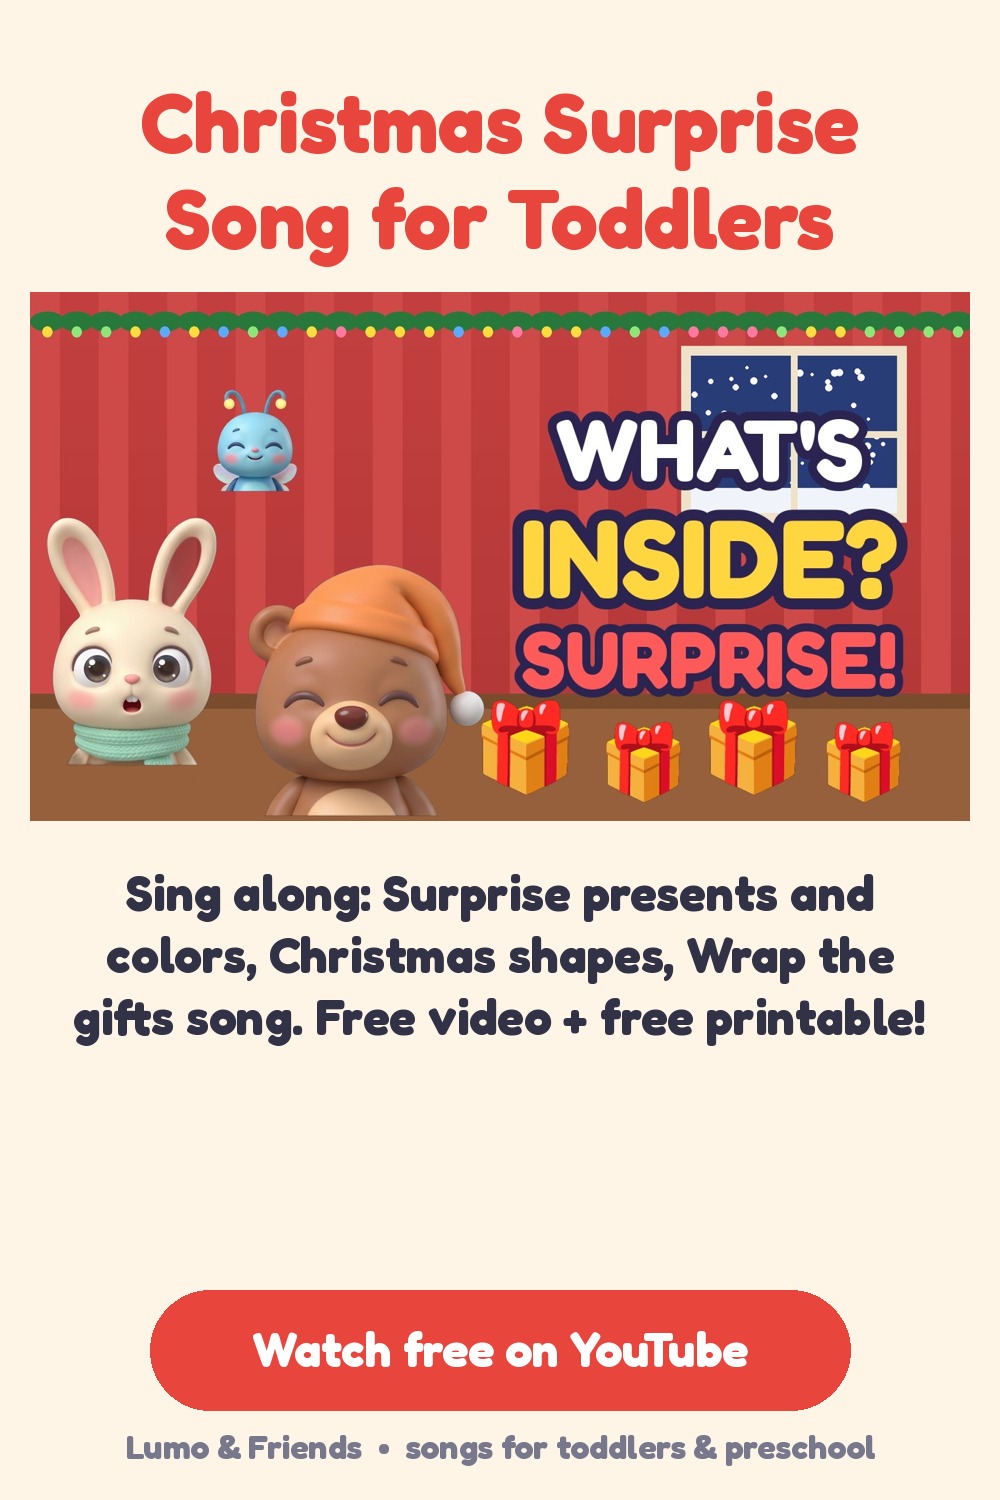 Christmas Surprise
Song for Toddlers
WHAT'S
INSIDE?
SURPRISE!
Sing along: Surprise presents and
colors, Christmas shapes, Wrap the
gifts song. Free video + free printable!
Watch free on YouTube
Lumo & Friends • songs for toddlers & preschool